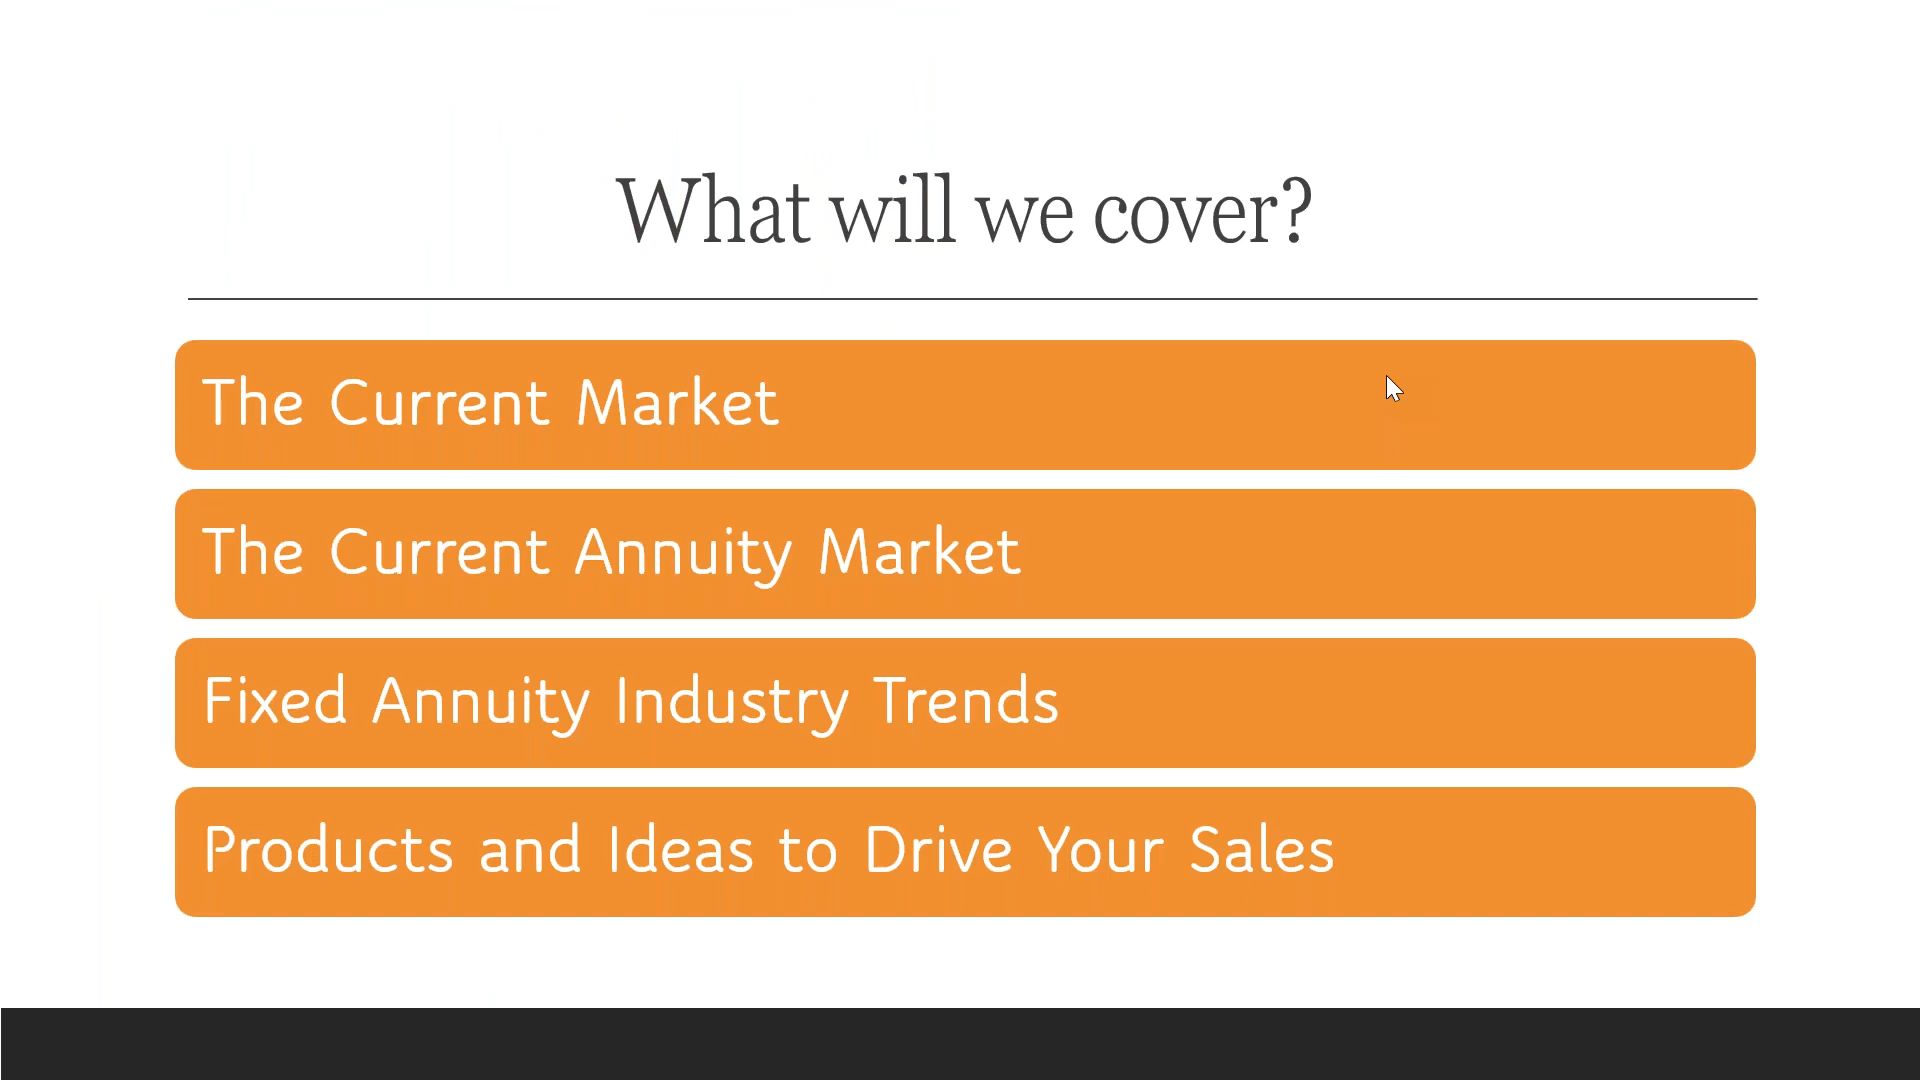 What will we cover?
The Current Market
The Current Annuity Market
Fixed Annuity Industry Trends
Products and Ideas to Drive Your Sales